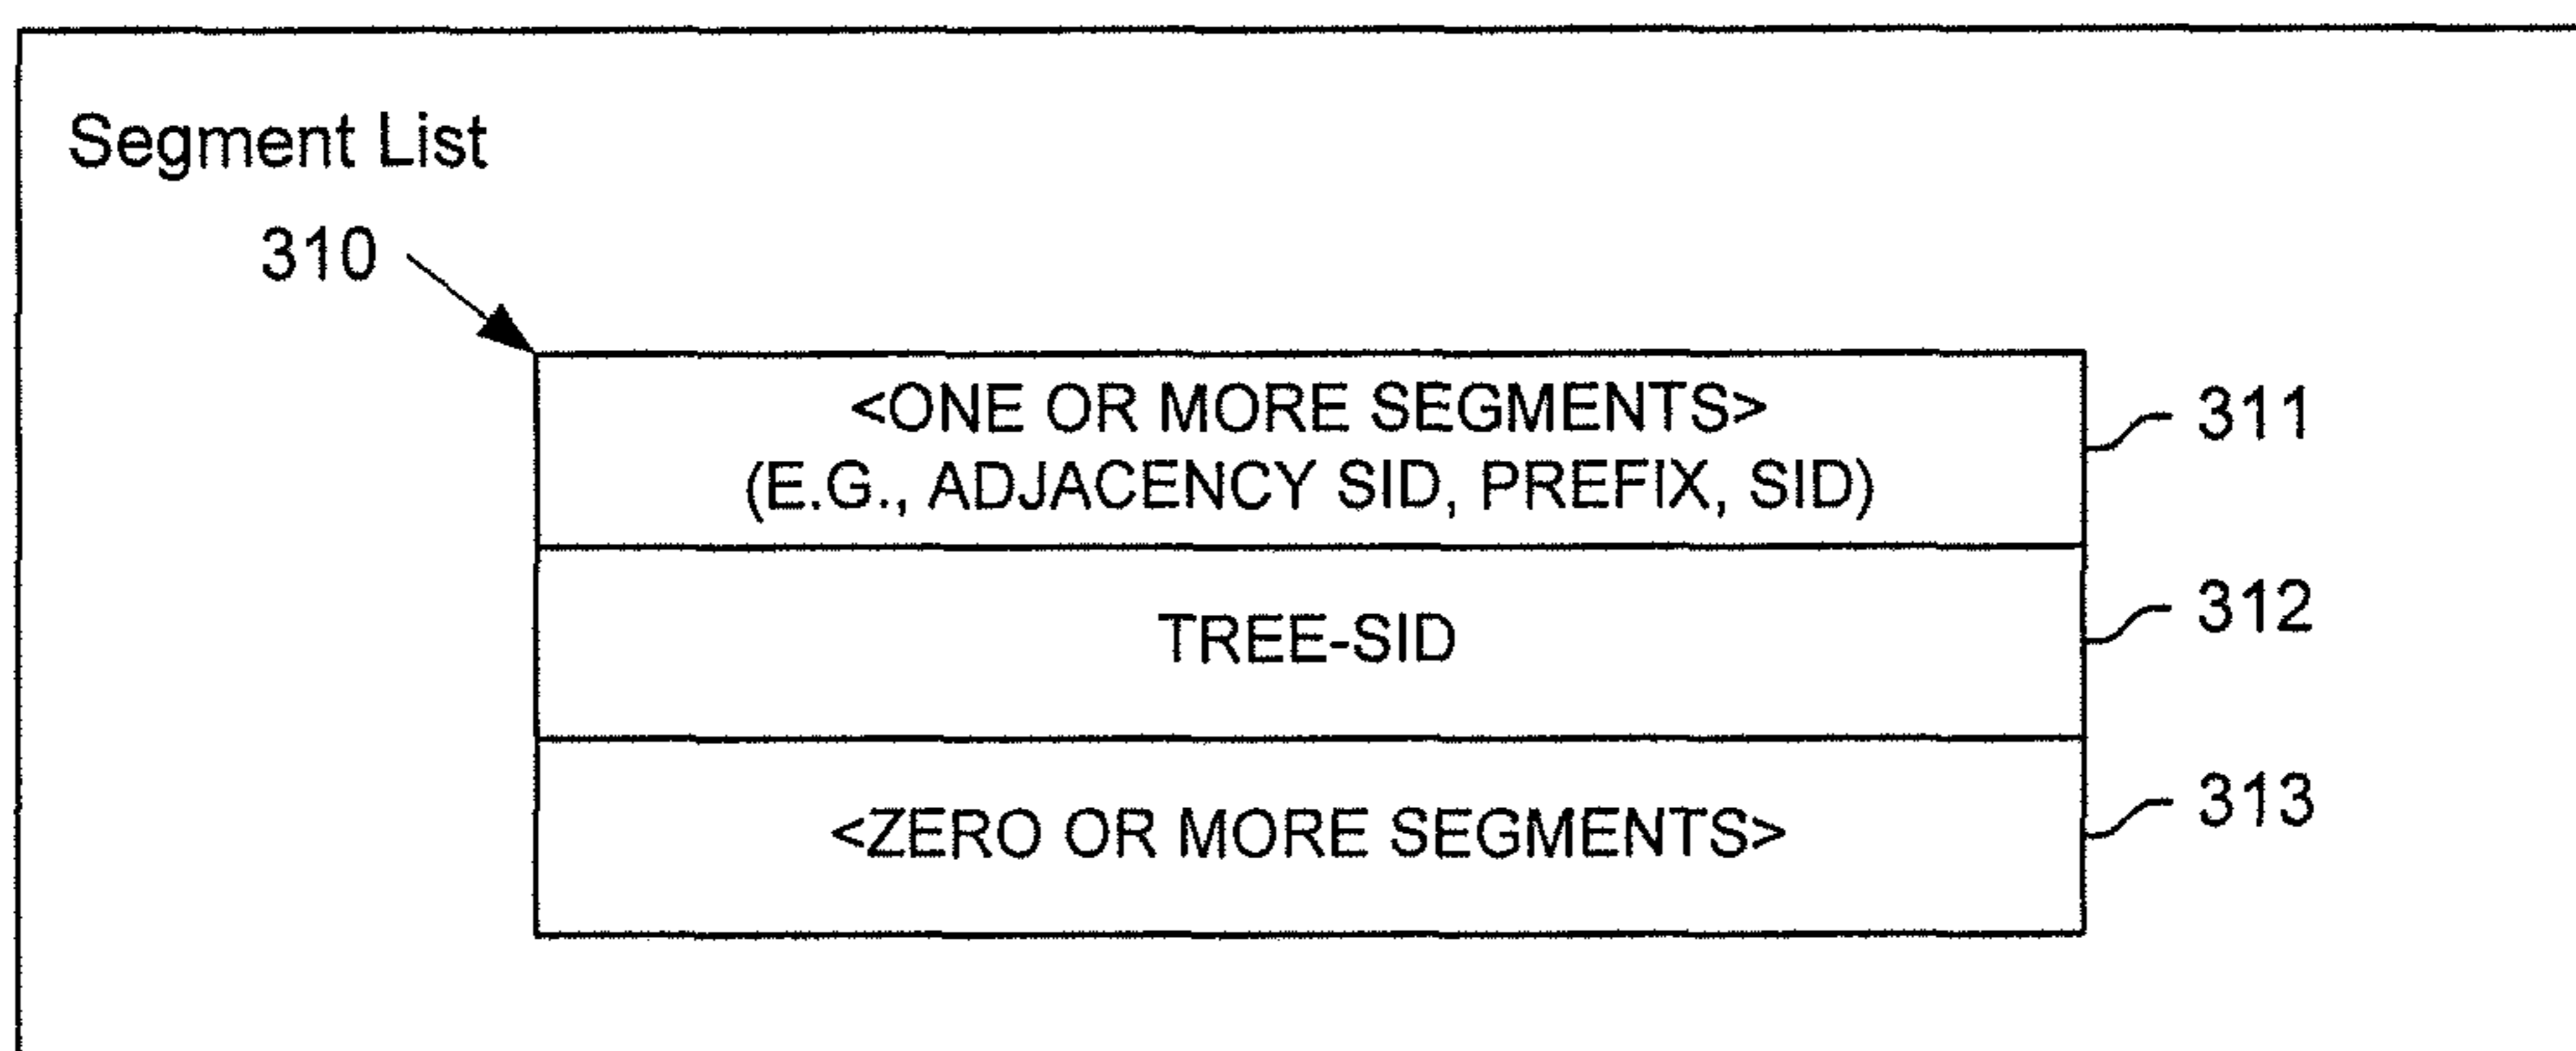 Segment List
310
<ONE OR MORE SEGMENTS>
(E.G., ADJACENCY SID, PREFIX, SID)
311
TREE-SID
312
<ZERO OR MORE SEGMENTS>
313